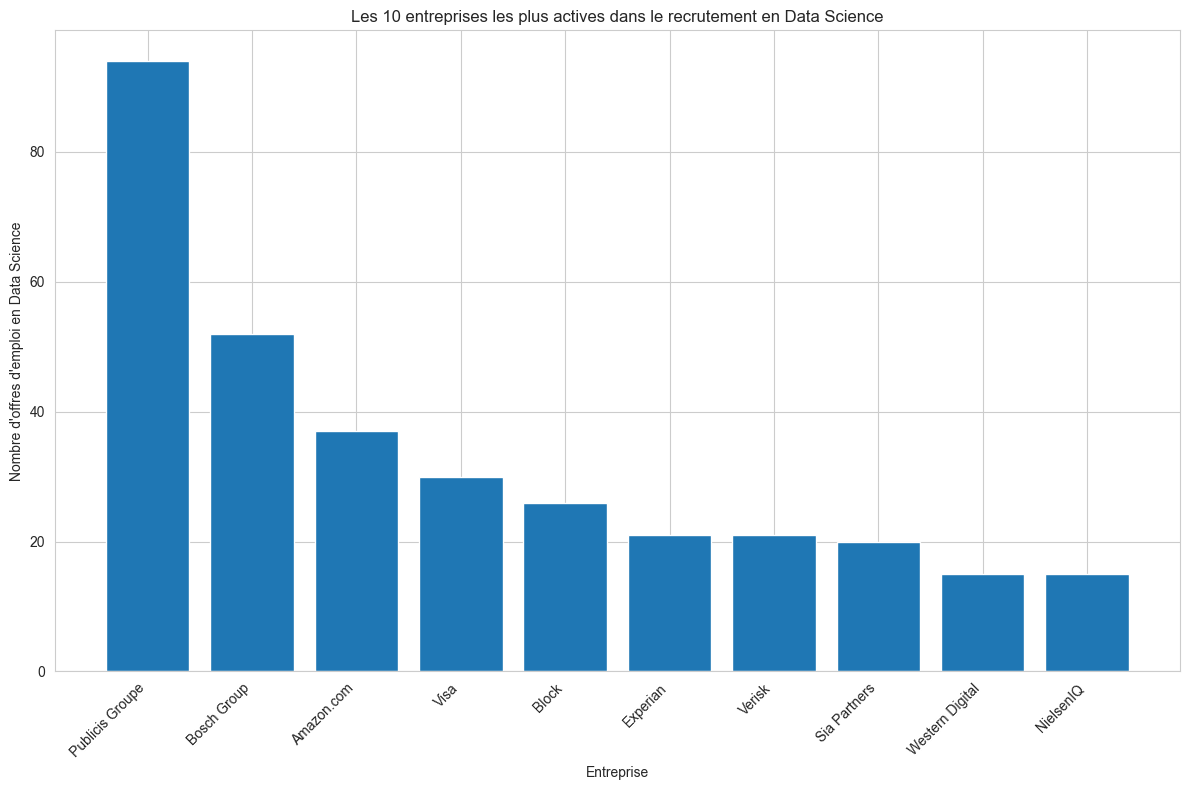 Les 10 entreprises les plus actives dans le recrutement en Data Science
Nombre d'offres d'emploi en Data Science
80
60
40
20
0
Publicis Groupe
Bosch Group
Amazon.com
Visa
Block
Experian
Verisk
Sia Partners
Western Digital
NielsenIQ
Entreprise